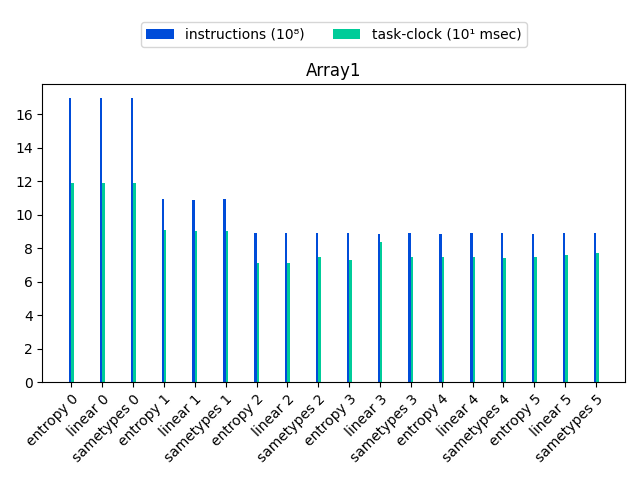 instructions (10⁸) task-clock (10¹ msec)
Array1
16
14
12
10
8
6
4
2
0
entropy 0
linear 0
sametypes 0
entropy 1
linear 1
sametypes 1
entropy 2
linear 2
sametypes 2
entropy 3
linear 3
sametypes 3
entropy 4
linear 4
sametypes 4
entropy 5
linear 5
sametypes 5